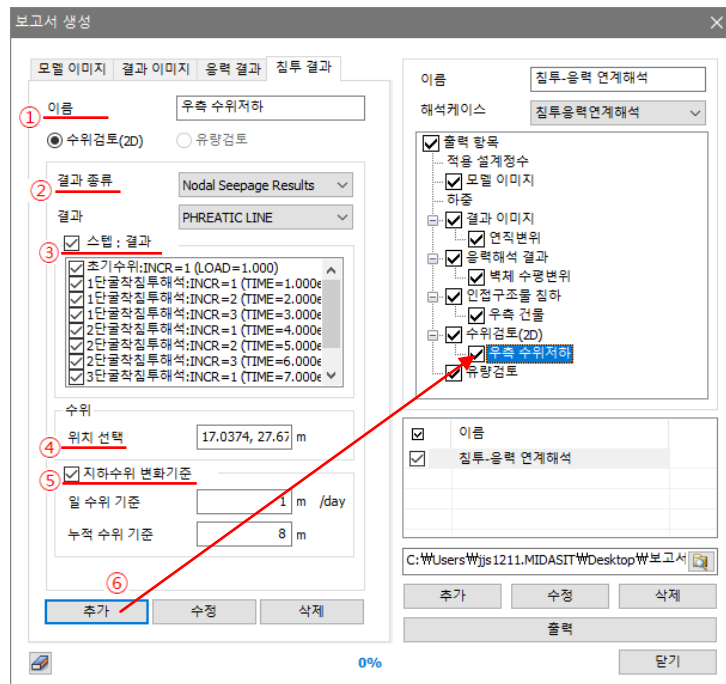 보고서 생성
모델 이미지 결과 이미지 응력 결과 침투 결과
① 이름 우측 수위저하
수위검토(2D) 유량검토
② 결과 종류 Nodal Seepage Results
결과 PHREATIC LINE
③ 스텝 : 결과
초기수위:INCR=1 (LOAD=1.000)
1단굴착침투해석:INCR=1 (TIME=1.000e
1단굴착침투해석:INCR=2 (TIME=2.000e
1단굴착침투해석:INCR=3 (TIME=3.000e
2단굴착침투해석:INCR=1 (TIME=4.000e
2단굴착침투해석:INCR=2 (TIME=5.000e
2단굴착침투해석:INCR=3 (TIME=6.000e
3단굴착침투해석:INCR=1 (TIME=7.000e
수위
④ 위치 선택 17.0374, 27.67 m
⑤ 지하수위 변화기준
일 수위 기준 1 m /day
누적 수위 기준 8 m
⑥
추가 수정 삭제
0%
이름 침투-응력 연계해석
해석케이스 침투응력연계해석
출력 항목
적용 설계정수
모델 이미지
하중
결과 이미지
연직변위
응력해석 결과
벽체 수평변위
인접구조물 침하
우측 건물
수위검토(2D)
우측 수위저하
유량검토
이름
침투-응력 연계해석
C:₩Users₩jjs1211.MIDASIT₩Desktop₩보고서
추가 수정 삭제
출력
닫기